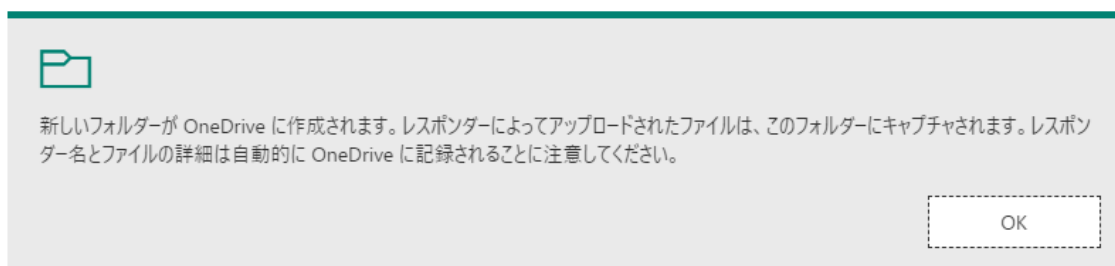 新しいフォルダーが OneDrive に作成されます。レスポンダーによってアップロードされたファイルは、このフォルダーにキャプチャされます。レスポン
ダー名とファイルの詳細は自動的に OneDrive に記録されることに注意してください。
OK